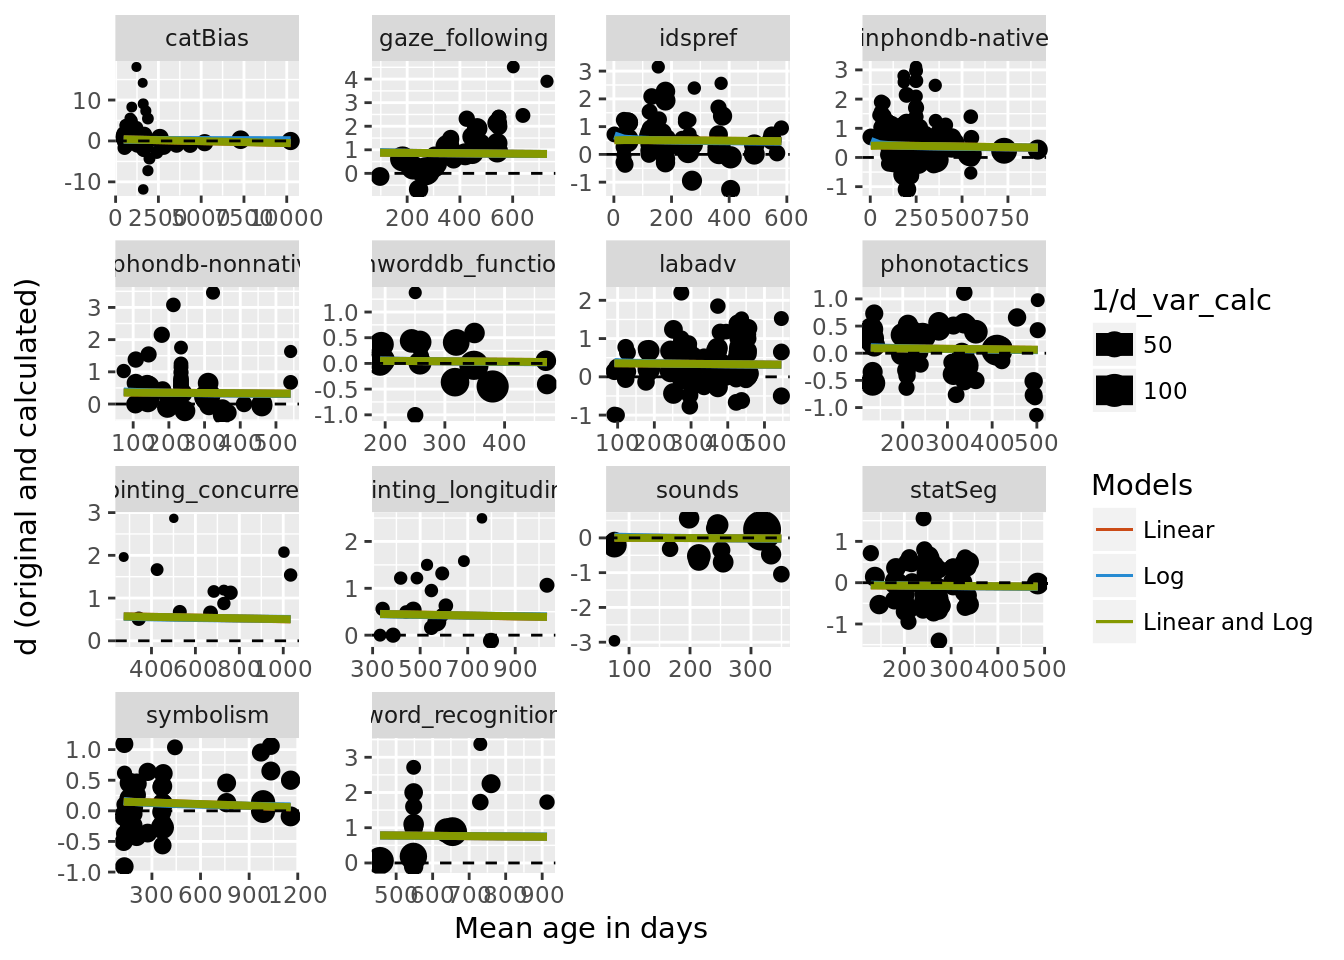 catBias gaze_following idspref inphondb-native
10 0 -10
4 3 2 1 0
3 2 1 0 -1
3 2 1 0 -1
0 2500 5000 7500 10000
200 400 600
0 200 400 600
0 250 500 750
phondb-nonnativ nworddb_functio labadv phonotactics
3 2 1 0
1.0 0.5 0.0 -0.5 -1.0
2 1 0 -1
1.0 0.5 0.0 -0.5 -1.0
100 200 300 400 500
200 300 400
100 200 300 400 500
200 300 400 500
ointing_concurre inting_longitudin sounds statSeg
3 2 1 0
2 1 0
0 -1 -2 -3
1 0 -1
400 600 800 1000
300 500 700 900
100 200 300
200 300 400 500
symbolism word_recognition
1.0 0.5 0.0 -0.5 -1.0
3 2 1 0
300 600 900 1200
500 600 700 800 900
Mean age in days
d (original and calculated)
1/d_var_calc
50
100
Models
Linear
Log
Linear and Log